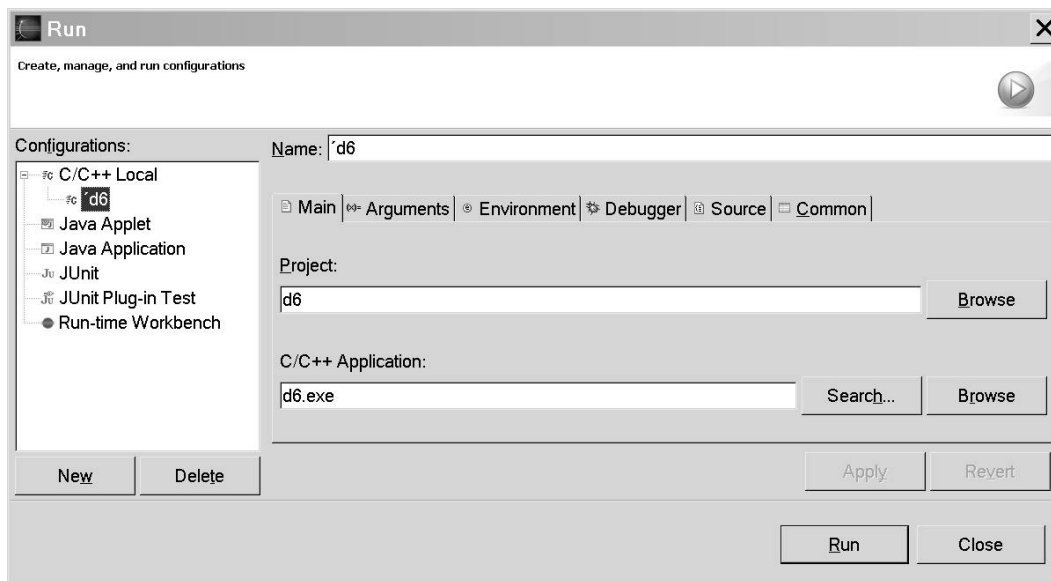 Run
Create, manage, and run configurations
Configurations:
C/C++ Local
´d6
Java Applet
Java Application
JUnit
JUnit Plug-in Test
Run-time Workbench
New Delete
Name: ´d6
Main Arguments Environment Debugger Source Common
Project:
d6 Browse
C/C++ Application:
d6.exe Search... Browse
Apply Revert
Run Close